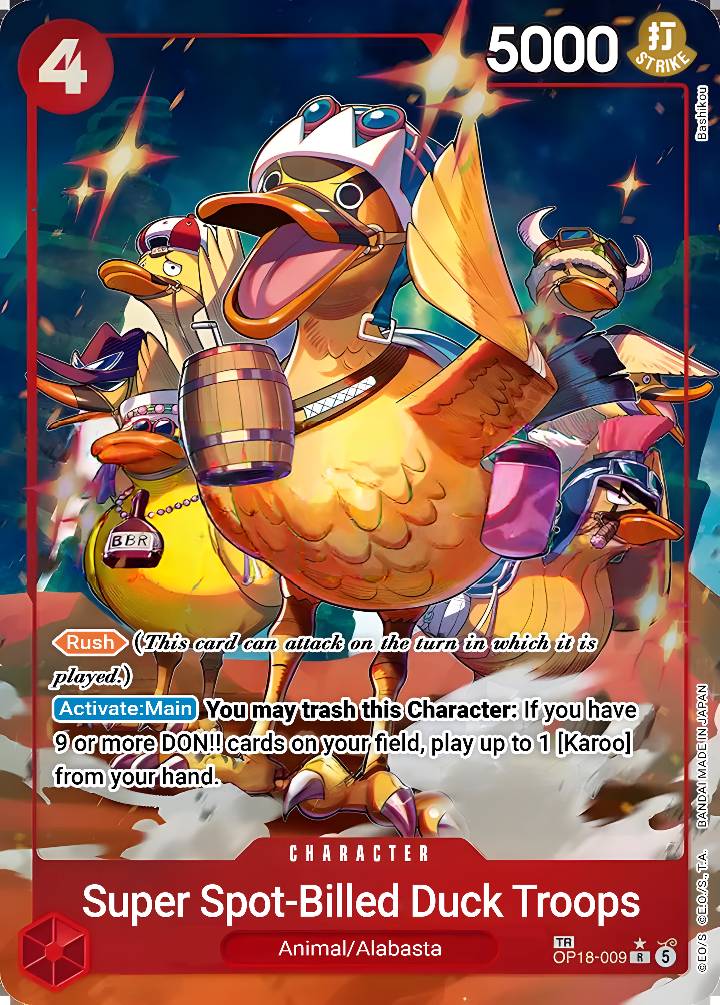 4
5000
打
STRIKE
Bashikou
BBR
Rush (This card can attack on the turn in which it is
played.)
Activate:Main You may trash this Character: If you have
9 or more DON!! cards on your field, play up to 1 [Karoo]
from your hand.
CHARACTER
Super Spot-Billed Duck Troops
Animal/Alabasta
TR
OP18-009 R 5
©EO/S ©E.O./S., T.A. BANDAI MADE IN JAPAN